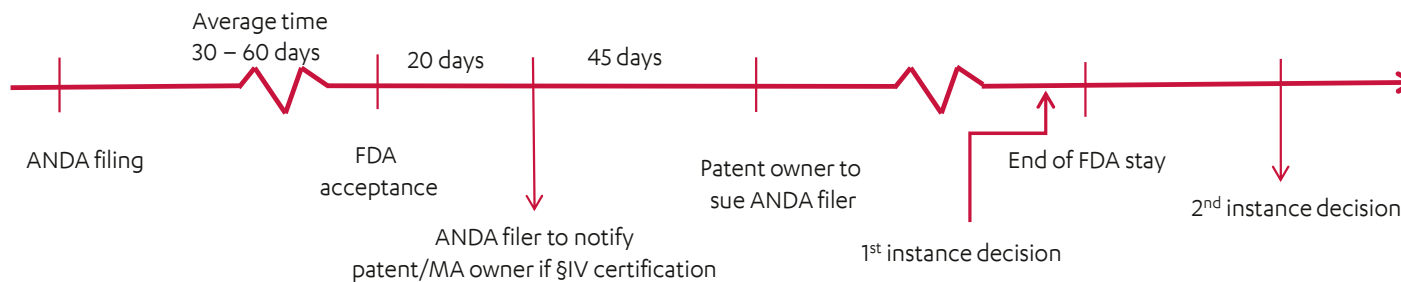 Average time
30 – 60 days
20 days
45 days
ANDA filing
FDA
acceptance
ANDA filer to notify
patent/MA owner if §IV certification
Patent owner to
sue ANDA filer
1st instance decision
End of FDA stay
2nd instance decision